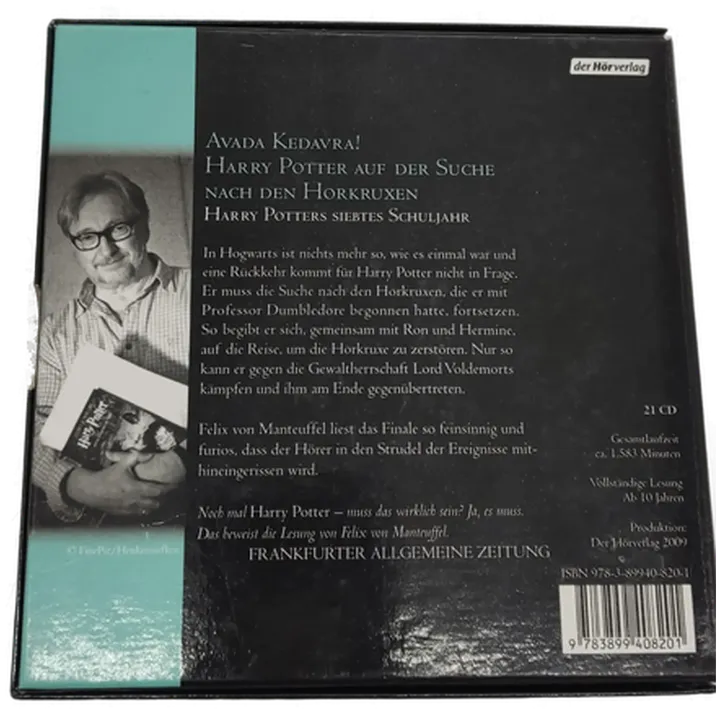 der Hörverlag
Avada Kedavra!
Harry Potter auf der Suche
nach den Horkruxen
Harry Potters siebtes Schuljahr
In Hogwarts ist nichts mehr so, wie es einmal war und
eine Rückkehr kommt für Harry Potter nicht in Frage.
Er muss die Suche nach den Horkruxen, die er mit
Professor Dumbledore begonnen hatte, fortsetzen.
So begibt er sich, gemeinsam mit Ron und Hermine,
auf die Reise, um die Horkruxe zu zerstören. Nur so
kann er gegen die Gewaltherrschaft Lord Voldemorts
kämpfen und ihm am Ende gegenübertreten.
Felix von Manteuffel liest das Finale so feinsinnig und
furios, dass der Hörer in den Strudel der Ereignisse mit-
hineingerissen wird.
Noch mal Harry Potter – muss das wirklich sein? Ja, es muss.
Das beweist die Lesung von Felix von Manteuffel.
FRANKFURTER ALLGEMEINE ZEITUNG
Harry Potter
21 CD
Gesamtlaufzeit
ca. 1.583 Minuten
Vollständige Lesung
Ab 10 Jahren
Produktion:
Der Hörverlag 2009
ISBN 978-3-89940-820-1
9 783899 408201